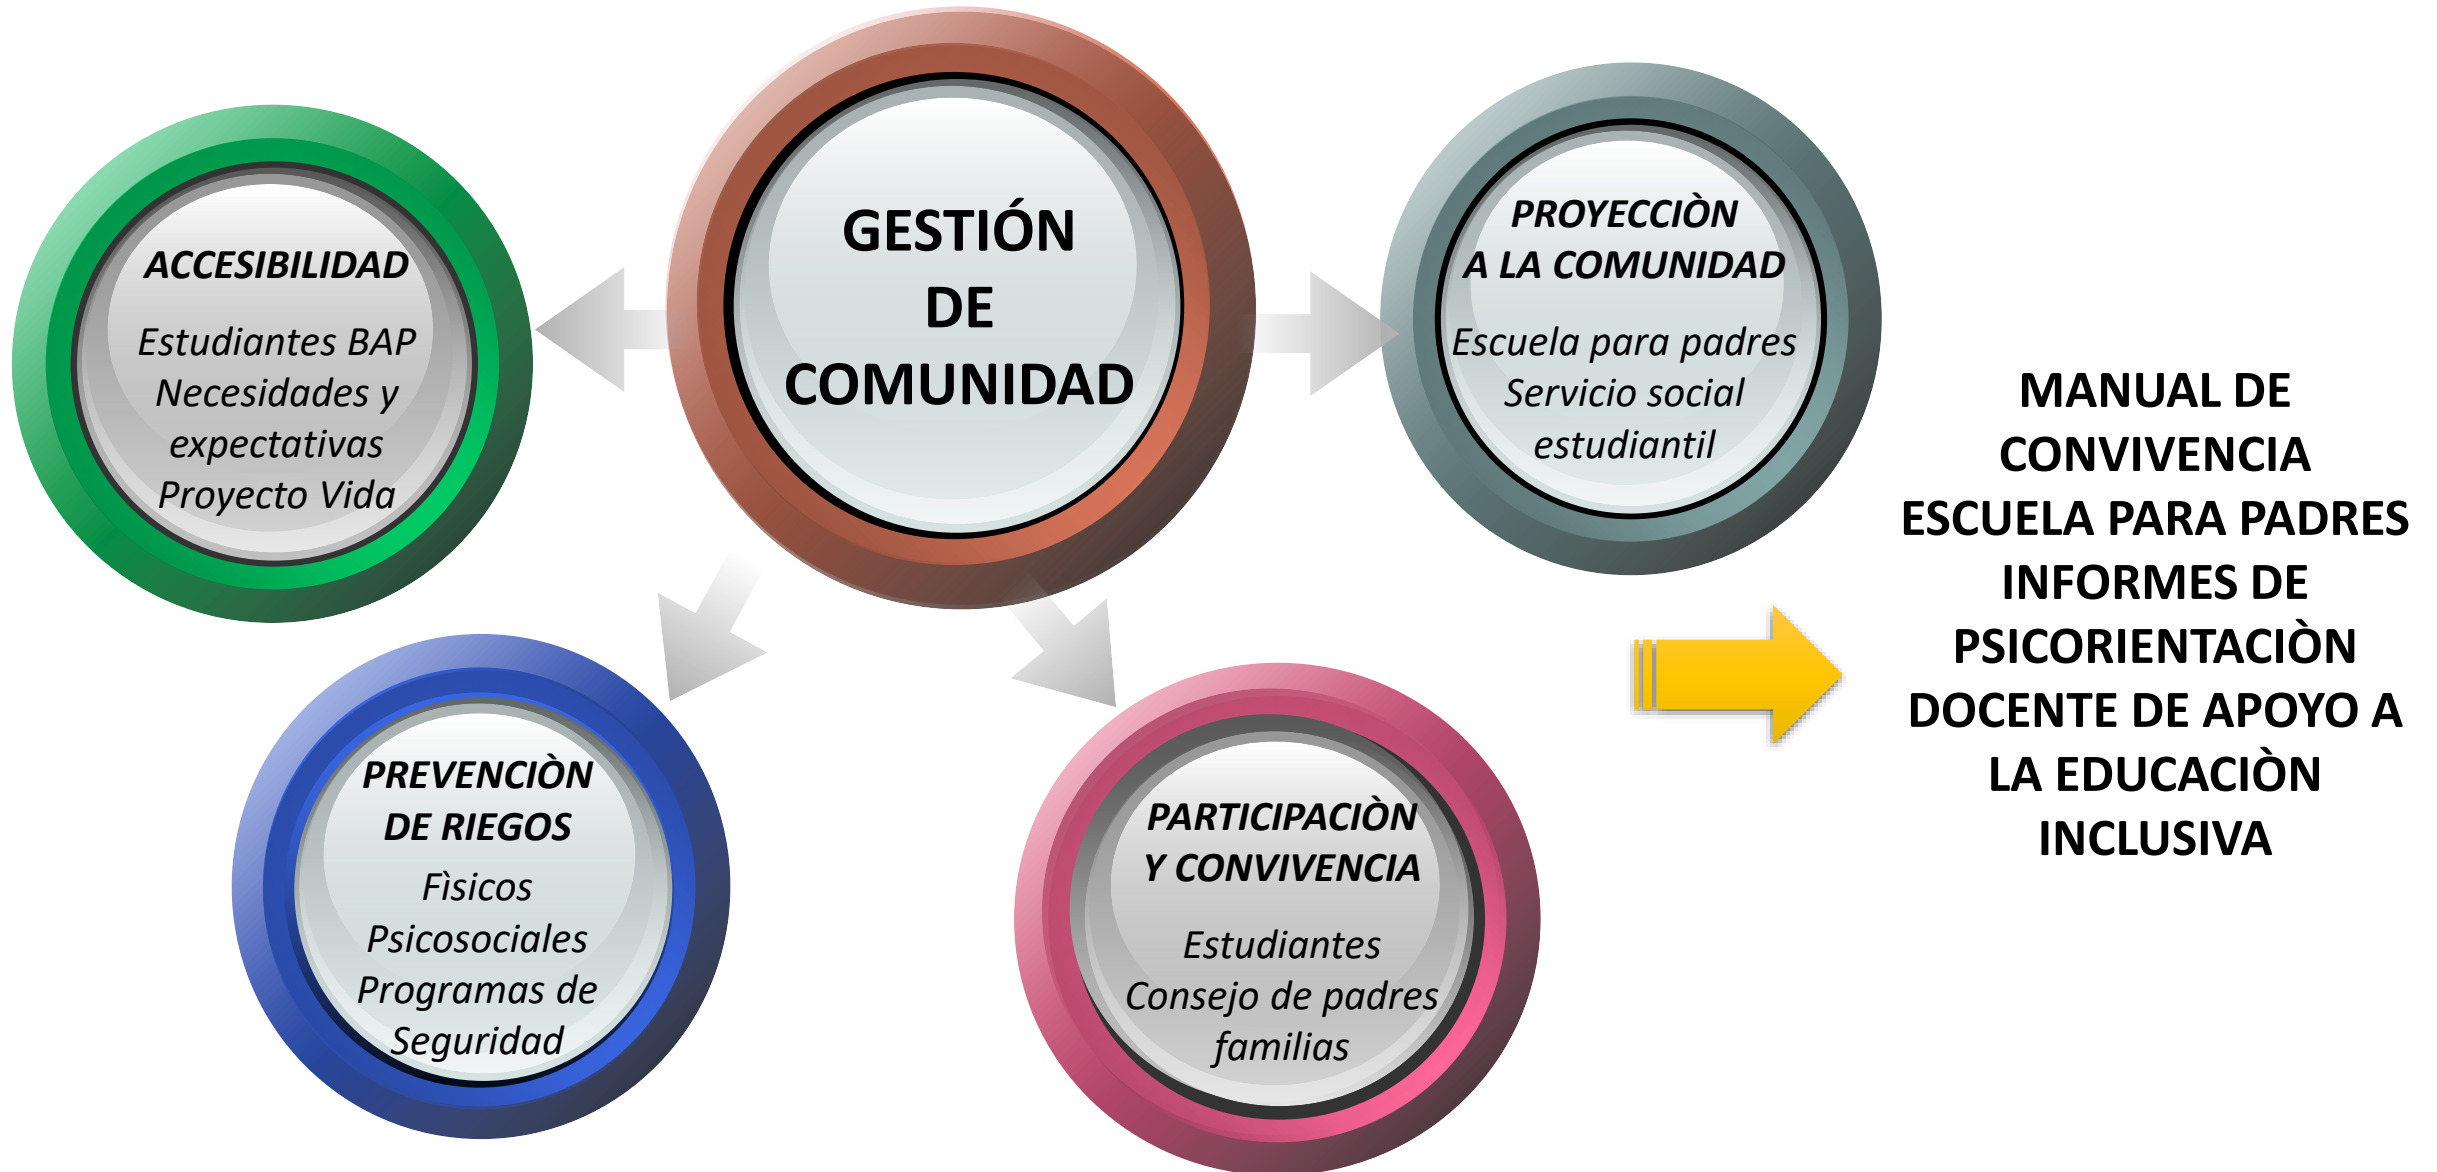 GESTIÓN
DE
COMUNIDAD
ACCESIBILIDAD
Estudiantes BAP
Necesidades y
expectativas
Proyecto Vida
PROYECCIÒN
A LA COMUNIDAD
Escuela para padres
Servicio social
estudiantil
PREVENCIÒN
DE RIEGOS
Fìsicos
Psicosociales
Programas de
Seguridad
PARTICIPACIÒN
Y CONVIVENCIA
Estudiantes
Consejo de padres
familias
MANUAL DE
CONVIVENCIA
ESCUELA PARA PADRES
INFORMES DE
PSICORIENTACIÒN
DOCENTE DE APOYO A
LA EDUCACIÒN
INCLUSIVA